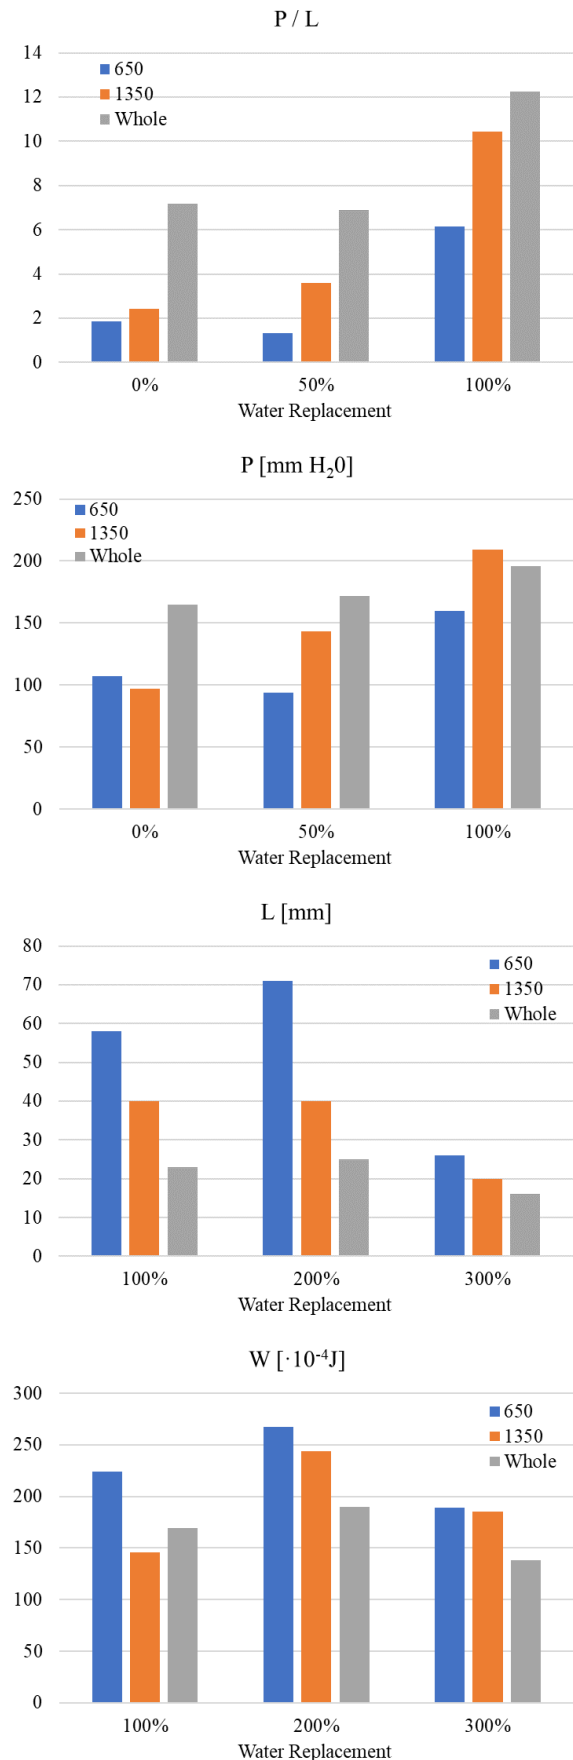 P / L
14
650
12
1350
Whole
10
8
6
4
2
0
0% 50% 100%
Water Replacement
P [mm H₂0]
250
650
1350
200
Whole
150
100
50
0
0% 50% 100%
Water Replacement
L [mm]
80
650
70
1350
Whole
60
50
40
30
20
10
0
100% 200% 300%
Water Replacement
W [·10⁻⁴J]
300
650
250
1350
Whole
200
150
100
50
0
100% 200% 300%
Water Replacement